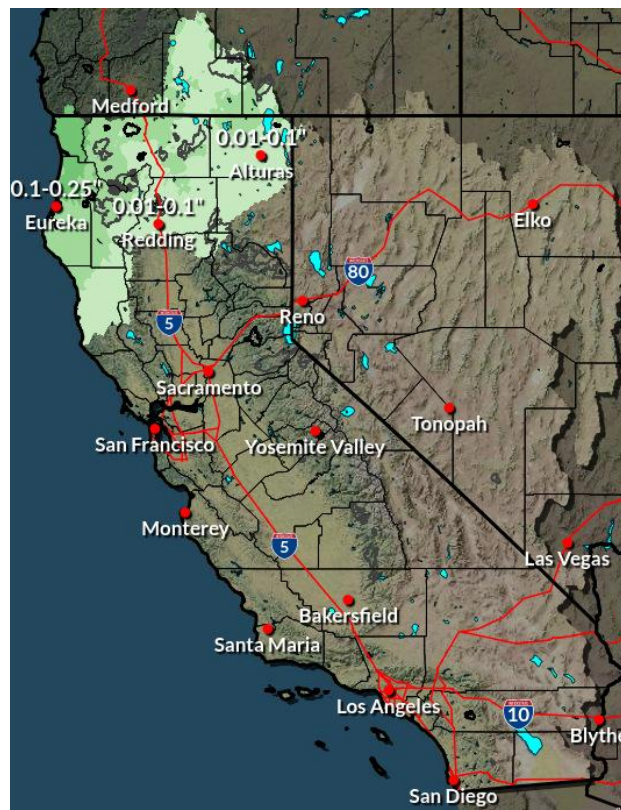 Medford
0.01-0.1"
Alturas
0.1-0.25"
Eureka
0.01-0.1"
Redding
Elko
80
Reno
5
Sacramento
San Francisco
Yosemite Valley
Tonopah
Monterey
5
Las Vegas
Bakersfield
Santa Maria
Los Angeles
10
Blythe
San Diego